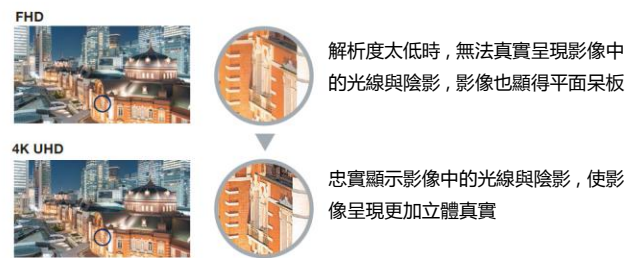 FHD
解析度太低時，無法真實呈現影像中
的光線與陰影，影像也顯得平面呆板
4K UHD
忠實顯示影像中的光線與陰影，使影
像呈現更加立體真實